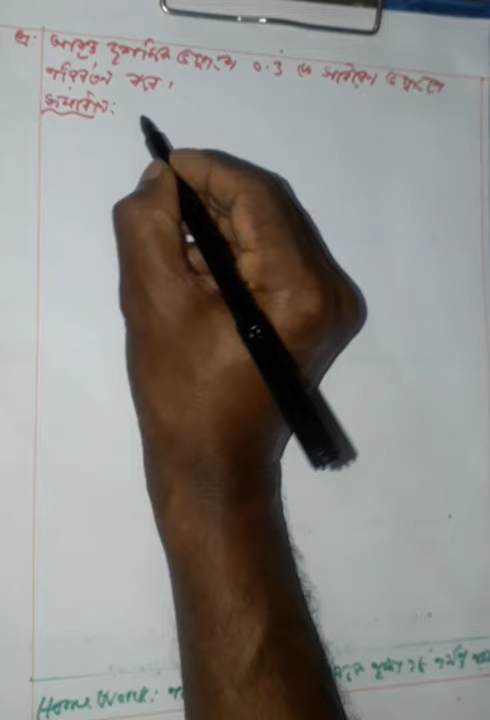 প্র: আবৃত্ত দশমিক ভগ্নাংশ 0.3 কে সাধারণ ভগ্নাংশে
পরিবর্তন কর।
সমাধান:
Home Work: